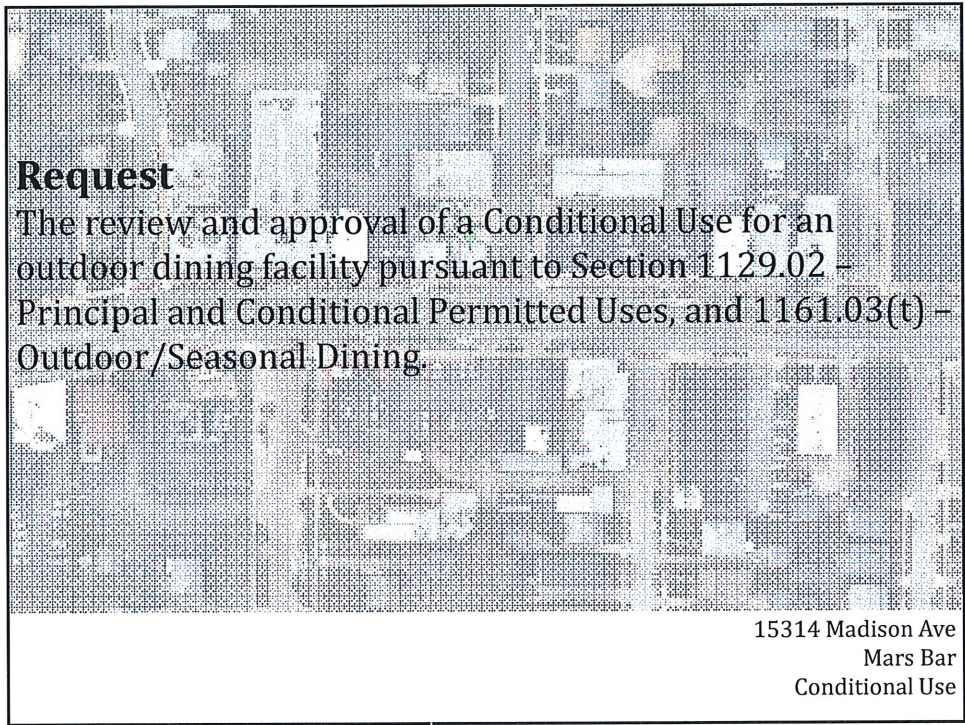 Request
The review and approval of a Conditional Use for an
outdoor dining facility pursuant to Section 1129.02 –
Principal and Conditional Permitted Uses, and 1161.03(t) –
Outdoor/Seasonal Dining.
15314 Madison Ave
Mars Bar
Conditional Use